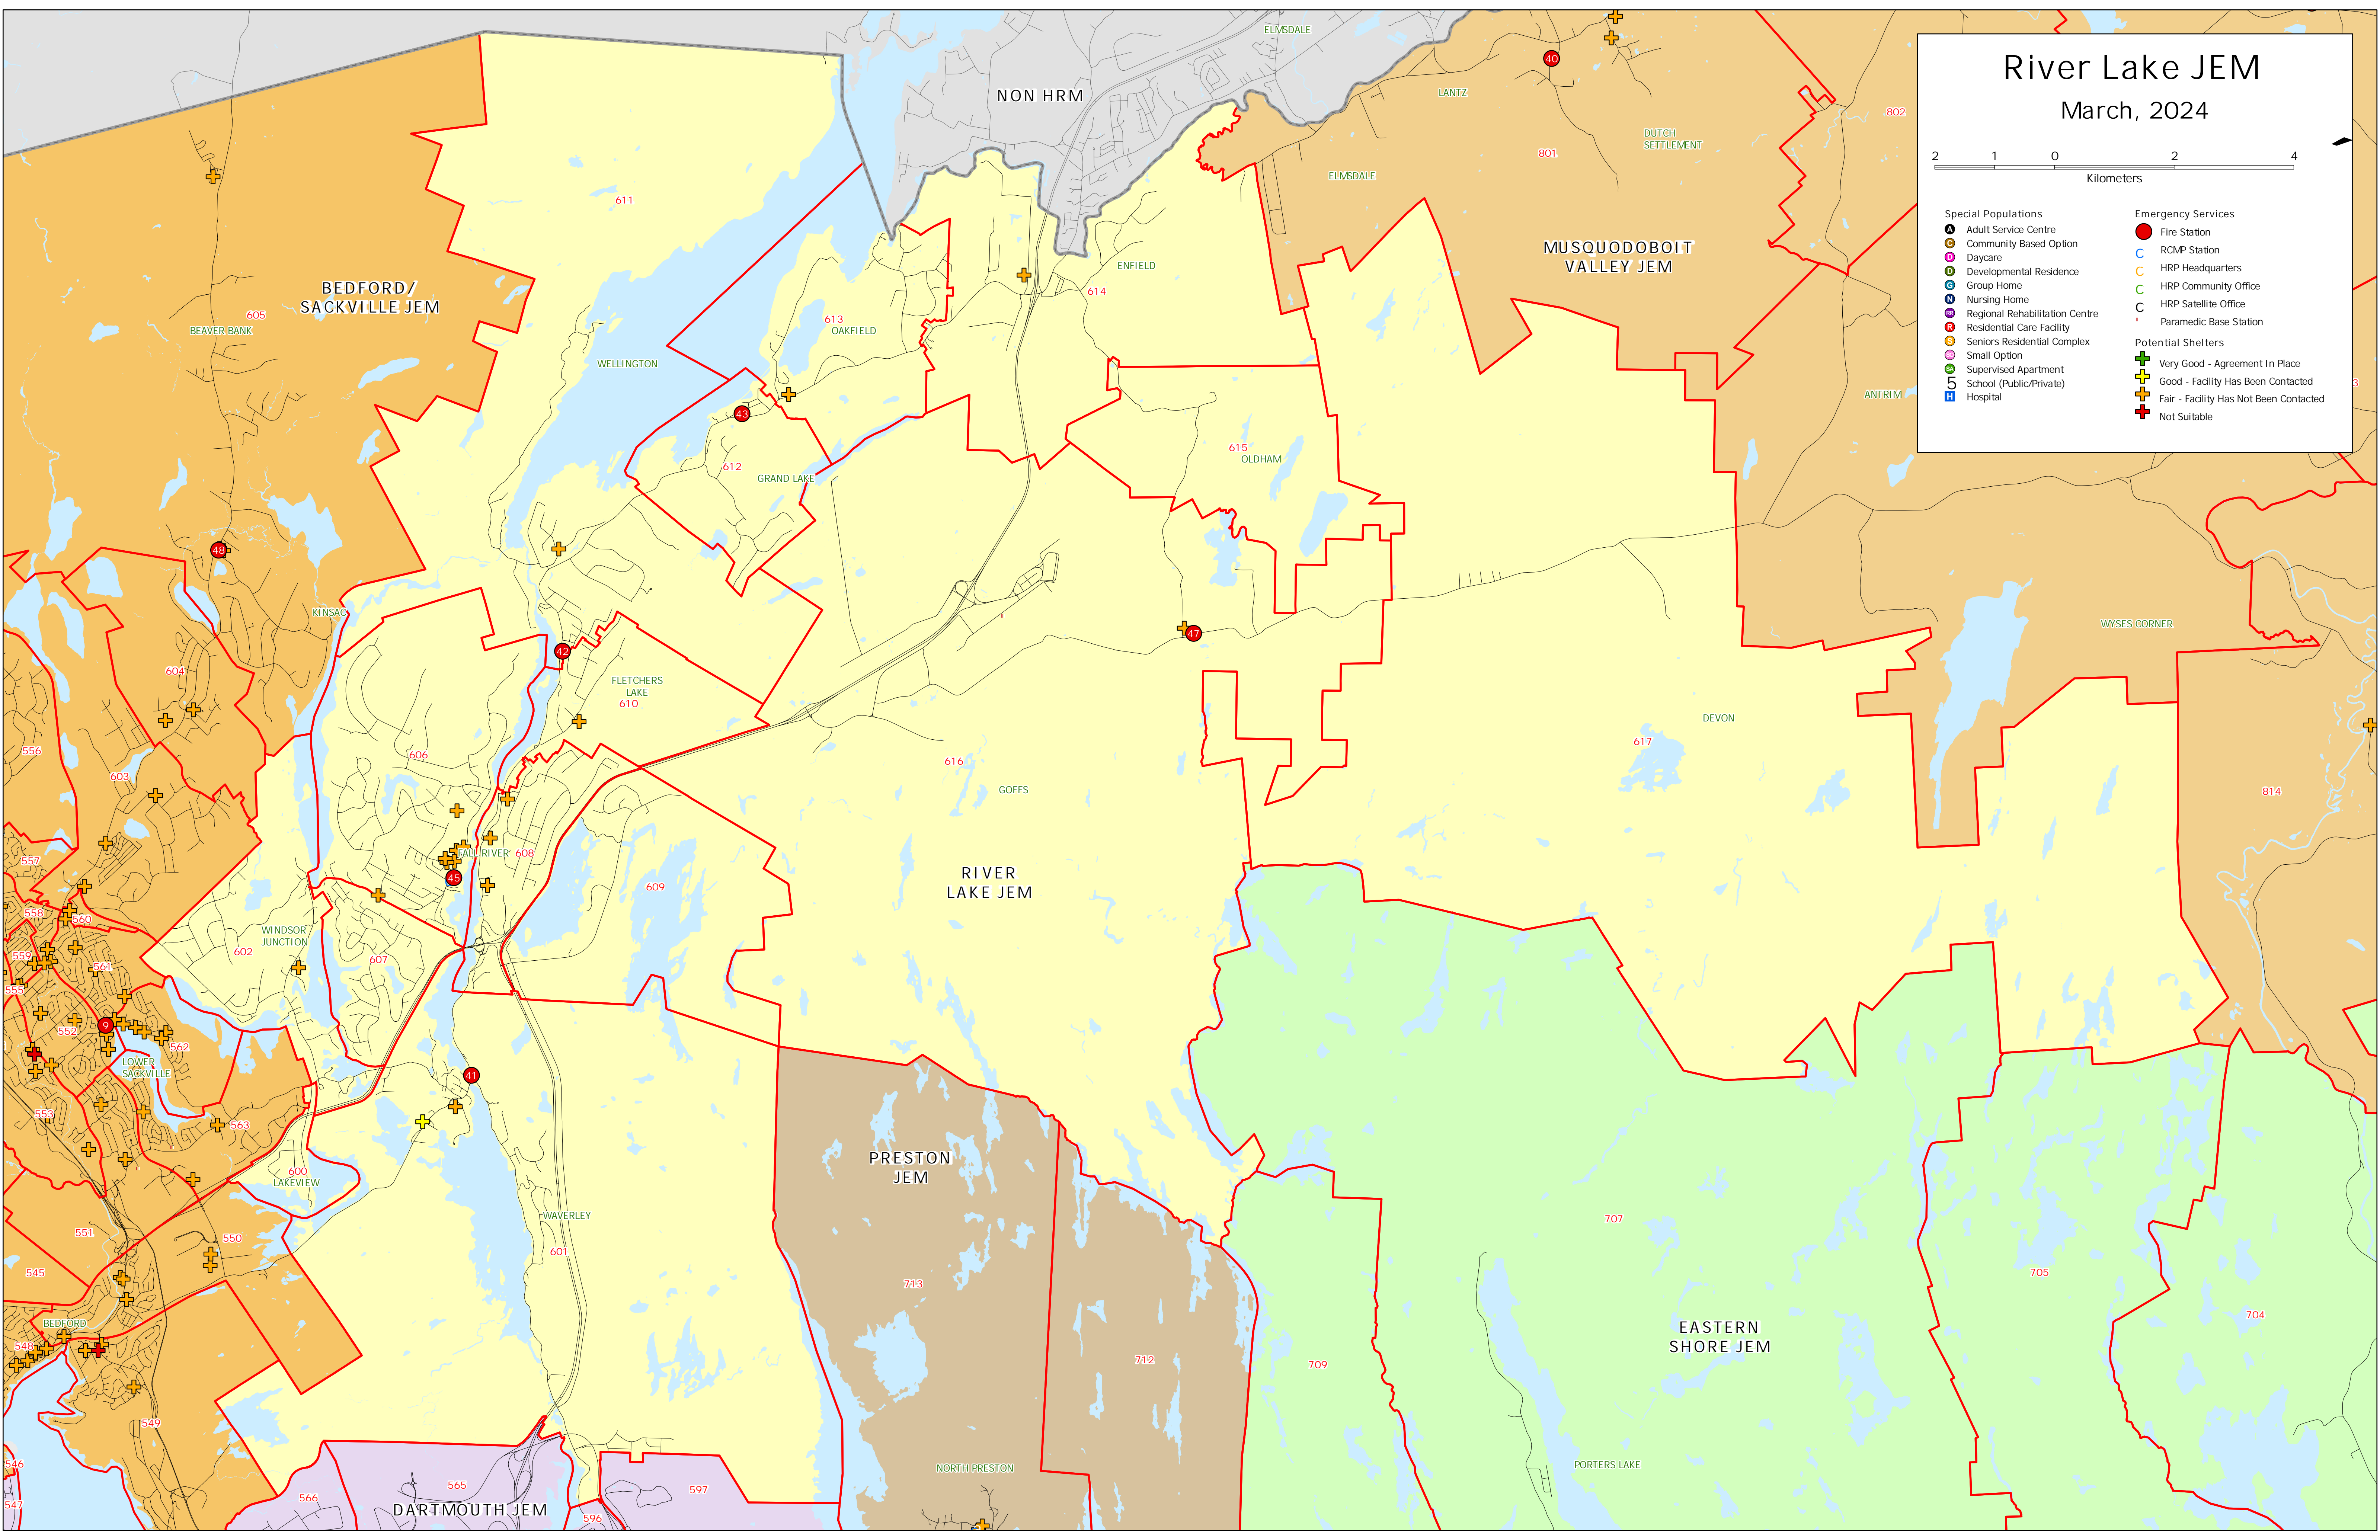 River Lake JEM
March, 2024
2 1 0 2 4
Kilometers
Special Populations
A Adult Service Centre
C Community Based Option
D Daycare
D Developmental Residence
G Group Home
N Nursing Home
RR Regional Rehabilitation Centre
R Residential Care Facility
S Seniors Residential Complex
SO Small Option
SA Supervised Apartment
5 School (Public/Private)
H Hospital
Emergency Services
Fire Station
C RCMP Station
C HRP Headquarters
C HRP Community Office
C HRP Satellite Office
' Paramedic Base Station
Potential Shelters
Very Good - Agreement In Place
Good - Facility Has Been Contacted
Fair - Facility Has Not Been Contacted
Not Suitable
ELMSDALE
NON HRM
40
LANTZ
802
DUTCH
SETTLEMENT
801
ELMSDALE
611
MUSQUODOBOIT
VALLEY JEM
ENFIELD
614
BEDFORD/
SACKVILLE JEM
605
BEAVER BANK
613
OAKFIELD
WELLINGTON
3
ANTRIM
43
615
OLDHAM
612
GRAND LAKE
48
KINSAC
WYSES CORNER
47
42
604
FLETCHERS
LAKE
610
DEVON
617
556
606
616
603
GOFFS
814
557
FALL RIVER
608
45
609
RIVER
LAKE JEM
558
560
WINDSOR
JUNCTION
602
559
607
561
555
552
9
562
LOWER
SACKVILLE
41
553
563
PRESTON
JEM
600
LAKEVIEW
WAVERLEY
707
551
550
601
545
713
705
704
BEDFORD
548
EASTERN
SHORE JEM
712
709
549
546
NORTH PRESTON
PORTERS LAKE
565
597
566
547
DARTMOUTH JEM
596